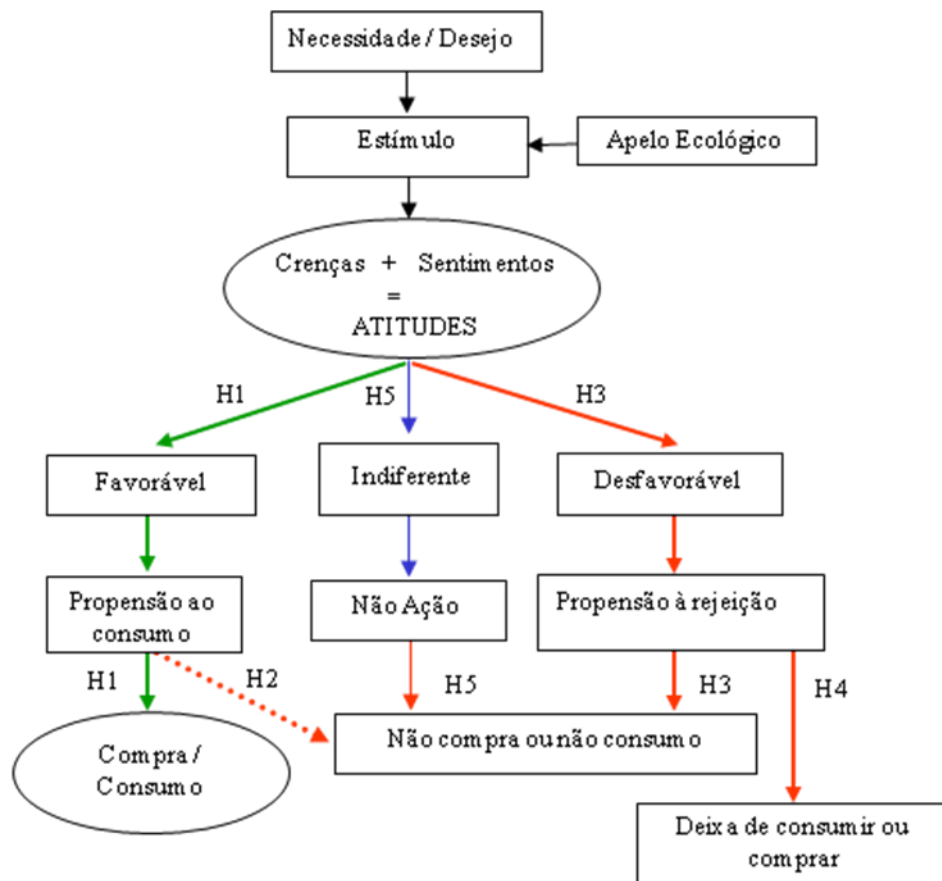 Necessidade / Desejo
Estímulo
Apelo Ecológico
Crenças + Sentimentos
=
ATITUDES
H1
H5
H3
Favorável
Indiferente
Desfavorável
Propensão ao
consumo
Não Ação
Propensão à rejeição
H1
H2
H5
H3
H4
Compra /
Consumo
Não compra ou não consumo
Deixa de consumir ou
comprar